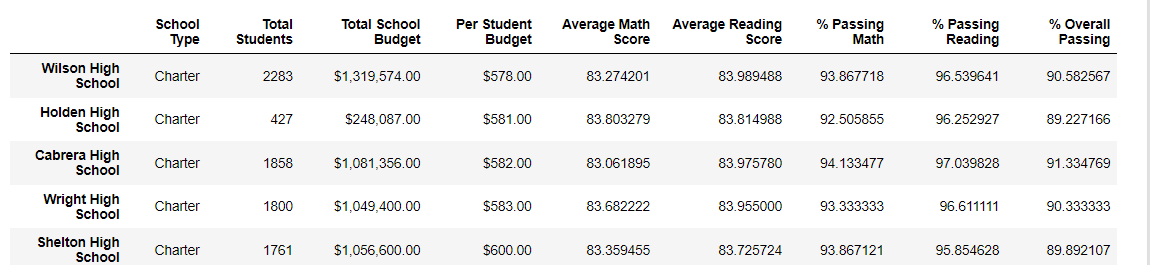 School Type Total Students Total School Budget Per Student Budget Average Math Score Average Reading Score % Passing Math % Passing Reading % Overall Passing
Wilson High School Charter 2283 $1,319,574.00 $578.00 83.274201 83.989488 93.867718 96.539641 90.582567
Holden High School Charter 427 $248,087.00 $581.00 83.803279 83.814988 92.505855 96.252927 89.227166
Cabrera High School Charter 1858 $1,081,356.00 $582.00 83.061895 83.975780 94.133477 97.039828 91.334769
Wright High School Charter 1800 $1,049,400.00 $583.00 83.682222 83.955000 93.333333 96.611111 90.333333
Shelton High School Charter 1761 $1,056,600.00 $600.00 83.359455 83.725724 93.867121 95.854628 89.892107